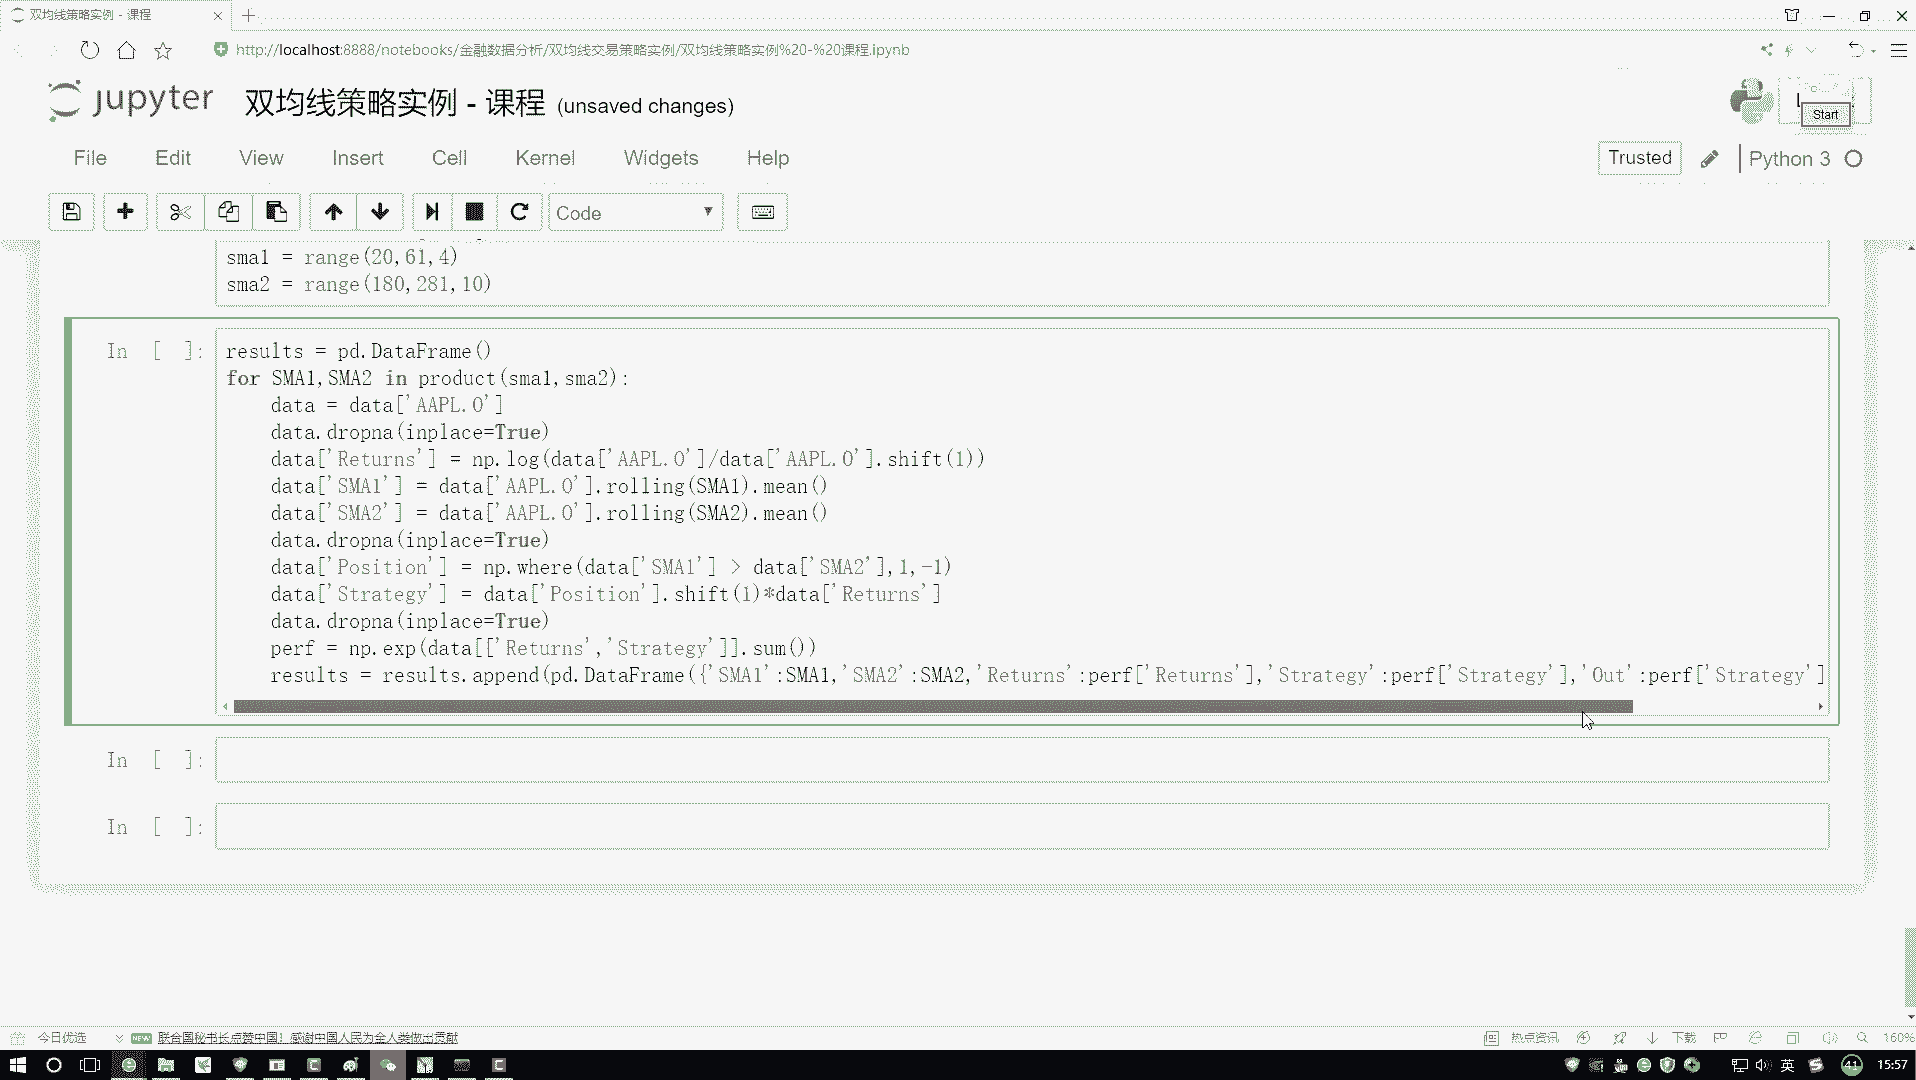 双均线策略实例 - 课程
http://localhost:8888/notebooks/金融数据分析/双均线交易策略实例/双均线策略实例%20-%20课程.ipynb
jupyter 双均线策略实例 - 课程 (unsaved changes)
Start
File Edit View Insert Cell Kernel Widgets Help
Trusted Python 3
Code
sma1 = range(20,61,4)
sma2 = range(180,281,10)
In [ ]: results = pd.DataFrame()
for SMA1,SMA2 in product(sma1,sma2):
    data = data['AAPL.O']
    data.dropna(inplace=True)
    data['Returns'] = np.log(data['AAPL.O']/data['AAPL.O'].shift(1))
    data['SMA1'] = data['AAPL.O'].rolling(SMA1).mean()
    data['SMA2'] = data['AAPL.O'].rolling(SMA2).mean()
    data.dropna(inplace=True)
    data['Position'] = np.where(data['SMA1'] > data['SMA2'],1,-1)
    data['Strategy'] = data['Position'].shift(1)*data['Returns']
    data.dropna(inplace=True)
    perf = np.exp(data[['Returns','Strategy']].sum())
    results = results.append(pd.DataFrame({'SMA1':SMA1,'SMA2':SMA2,'Returns':perf['Returns'],'Strategy':perf['Strategy'],'Out':perf['Strategy']
In [ ]:
In [ ]:
今日优选 NEW 联合国秘书长点赞中国！感谢中国人民为全人类做出贡献 热点资讯 下载 160%
英 41 15:57